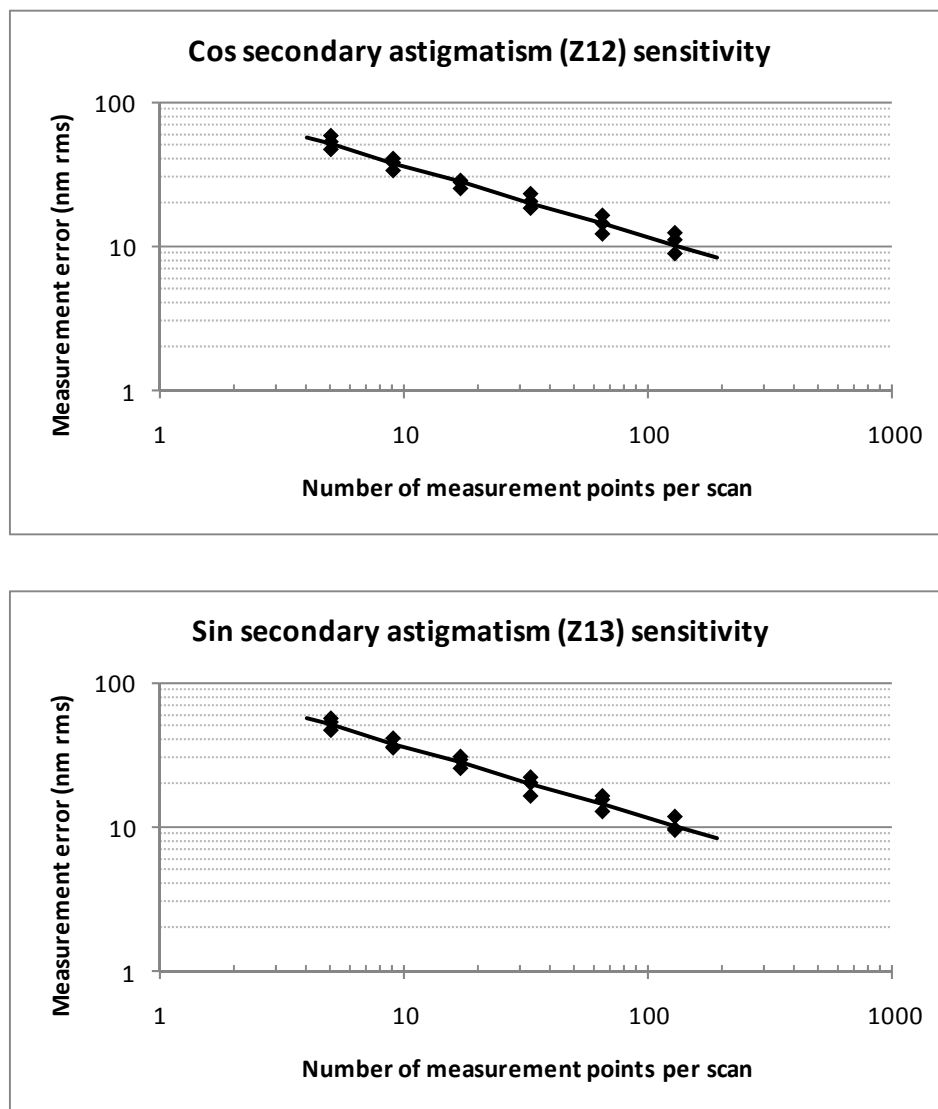 Cos secondary astigmatism (Z12) sensitivity
Measurement error (nm rms)
100
10
1
1 10 100 1000
Number of measurement points per scan
Sin secondary astigmatism (Z13) sensitivity
Measurement error (nm rms)
100
10
1
1 10 100 1000
Number of measurement points per scan